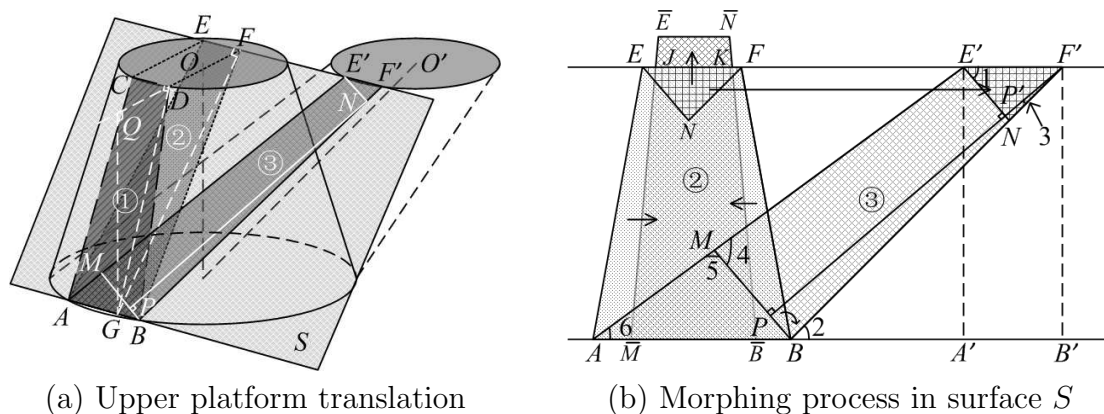 E F O C D Q ② ① ③ E′ F′ O′ N M P A G B S
E̅ N̅
E J K F E′ F′
1 P′ N 3
N
② ③
M 4
5
P 2
6
A M̅ B̅ B A′ B′
(a) Upper platform translation (b) Morphing process in surface S